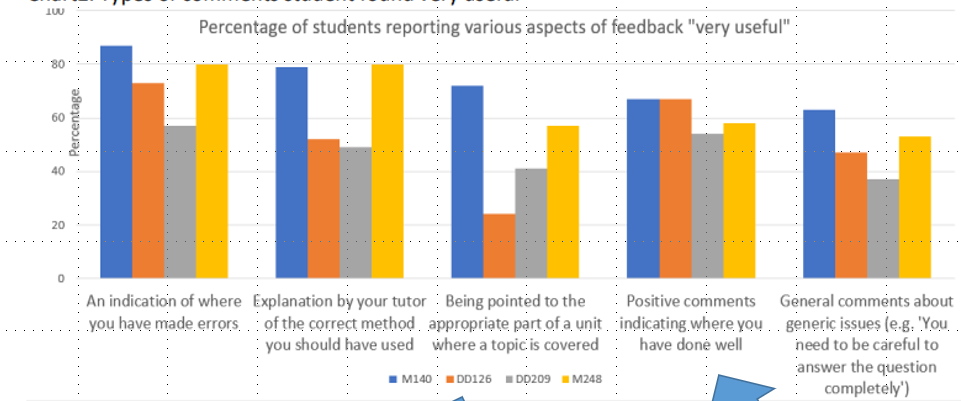 Percentage of students reporting various aspects of feedback "very useful"
100
80
60
40
20
0
Percentage
An indication of where
you have made errors
Explanation by your tutor
of the correct method
you should have used
Being pointed to the
appropriate part of a unit
where a topic is covered
Positive comments
indicating where you
have done well
General comments about
generic issues (e.g. 'You
need to be careful to
answer the question
completely')
M140 DD126 DD209 M248